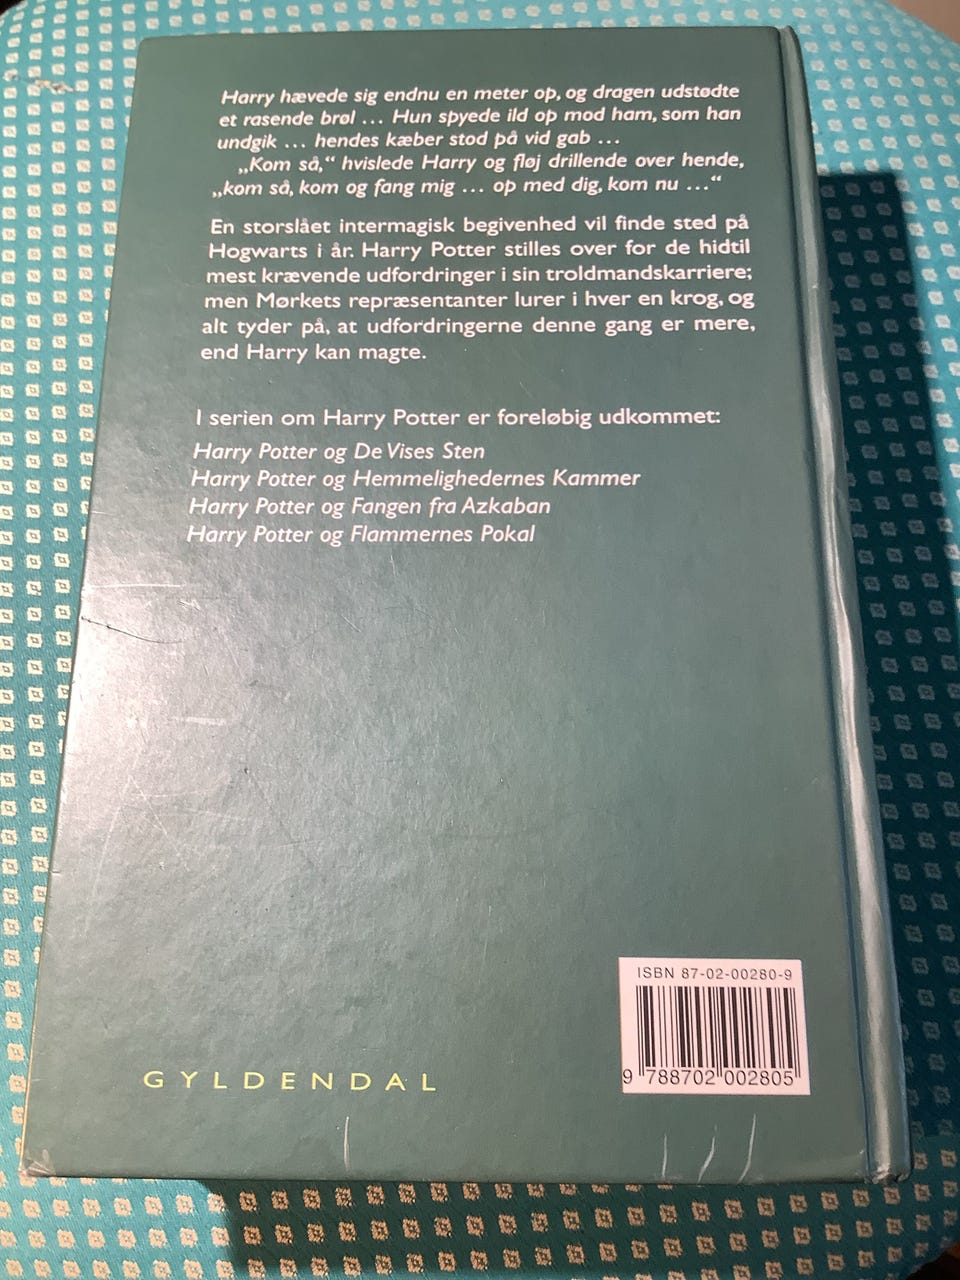 Harry hævede sig endnu en meter op, og dragen udstødte
et rasende brøl ... Hun spyede ild op mod ham, som han
undgik ... hendes kæber stod på vid gab ...
„Kom så,“ hvislede Harry og fløj drillende over hende,
„kom så, kom og fang mig ... op med dig, kom nu ...“
En storslået intermagisk begivenhed vil finde sted på
Hogwarts i år. Harry Potter stilles over for de hidtil
mest krævende udfordringer i sin troldmandskarriere;
men Mørkets repræsentanter lurer i hver en krog, og
alt tyder på, at udfordringerne denne gang er mere,
end Harry kan magte.
I serien om Harry Potter er foreløbig udkommet:
Harry Potter og De Vises Sten
Harry Potter og Hemmelighedernes Kammer
Harry Potter og Fangen fra Azkaban
Harry Potter og Flammernes Pokal
ISBN 87-02-00280-9
9 788702 002805
GYLDENDAL